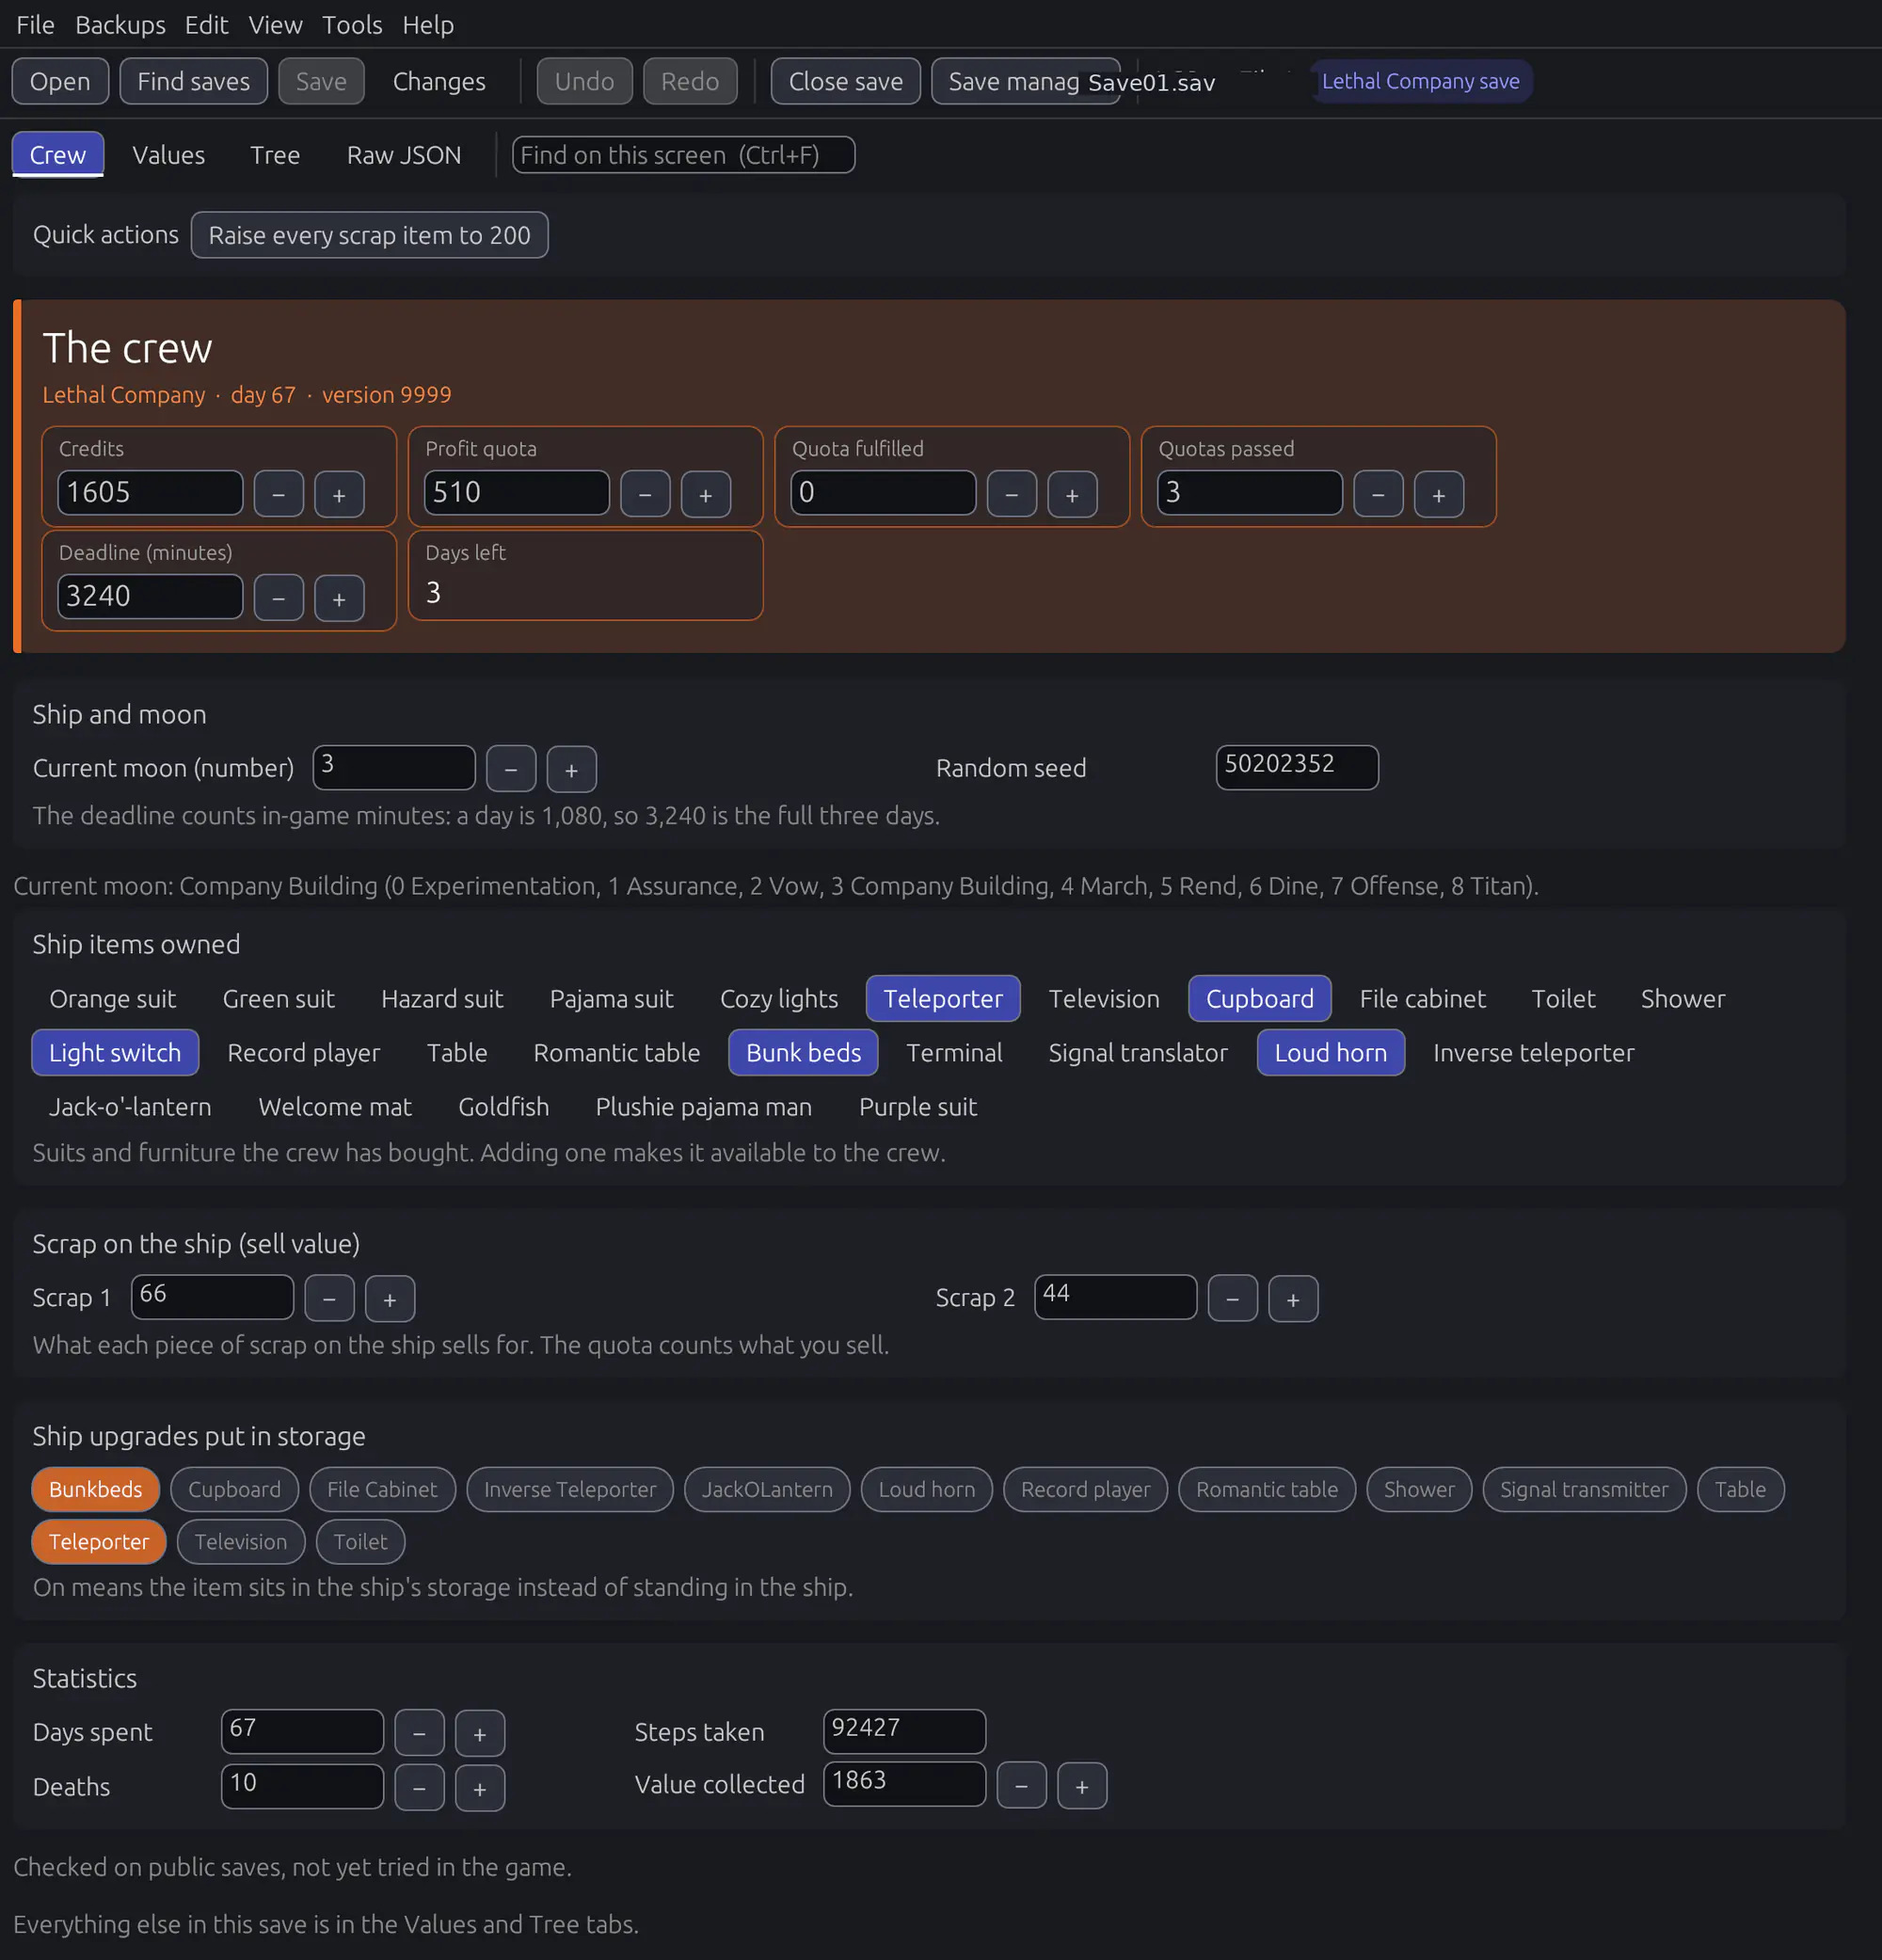 File Backups Edit View Tools Help
Open Find saves Save Changes Undo Redo Close save Save manag Save01.sav Lethal Company save
Crew Values Tree Raw JSON Find on this screen (Ctrl+F)
Quick actions Raise every scrap item to 200
The crew
Lethal Company · day 67 · version 9999
Credits Profit quota Quota fulfilled Quotas passed
1605 − + 510 − + 0 − + 3 − +
Deadline (minutes) Days left
3240 − + 3
Ship and moon
Current moon (number) 3 − + Random seed 50202352
The deadline counts in-game minutes: a day is 1,080, so 3,240 is the full three days.
Current moon: Company Building (0 Experimentation, 1 Assurance, 2 Vow, 3 Company Building, 4 March, 5 Rend, 6 Dine, 7 Offense, 8 Titan).
Ship items owned
Orange suit Green suit Hazard suit Pajama suit Cozy lights Teleporter Television Cupboard File cabinet Toilet Shower
Light switch Record player Table Romantic table Bunk beds Terminal Signal translator Loud horn Inverse teleporter
Jack-o'-lantern Welcome mat Goldfish Plushie pajama man Purple suit
Suits and furniture the crew has bought. Adding one makes it available to the crew.
Scrap on the ship (sell value)
Scrap 1 66 − + Scrap 2 44 − +
What each piece of scrap on the ship sells for. The quota counts what you sell.
Ship upgrades put in storage
Bunkbeds Cupboard File Cabinet Inverse Teleporter JackOLantern Loud horn Record player Romantic table Shower Signal transmitter Table
Teleporter Television Toilet
On means the item sits in the ship's storage instead of standing in the ship.
Statistics
Days spent 67 − + Steps taken 92427
Deaths 10 − + Value collected 1863 − +
Checked on public saves, not yet tried in the game.
Everything else in this save is in the Values and Tree tabs.